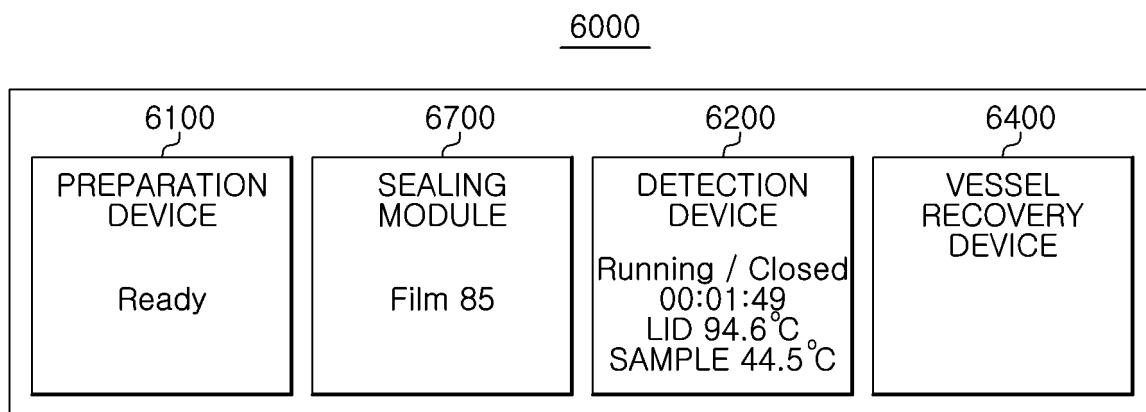 6000
6100
6700
6200
6400
PREPARATION
DEVICE
Ready
SEALING
MODULE
Film 85
DETECTION
DEVICE
Running / Closed
00:01:49
LID 94.6°C
SAMPLE 44.5°C
VESSEL
RECOVERY
DEVICE